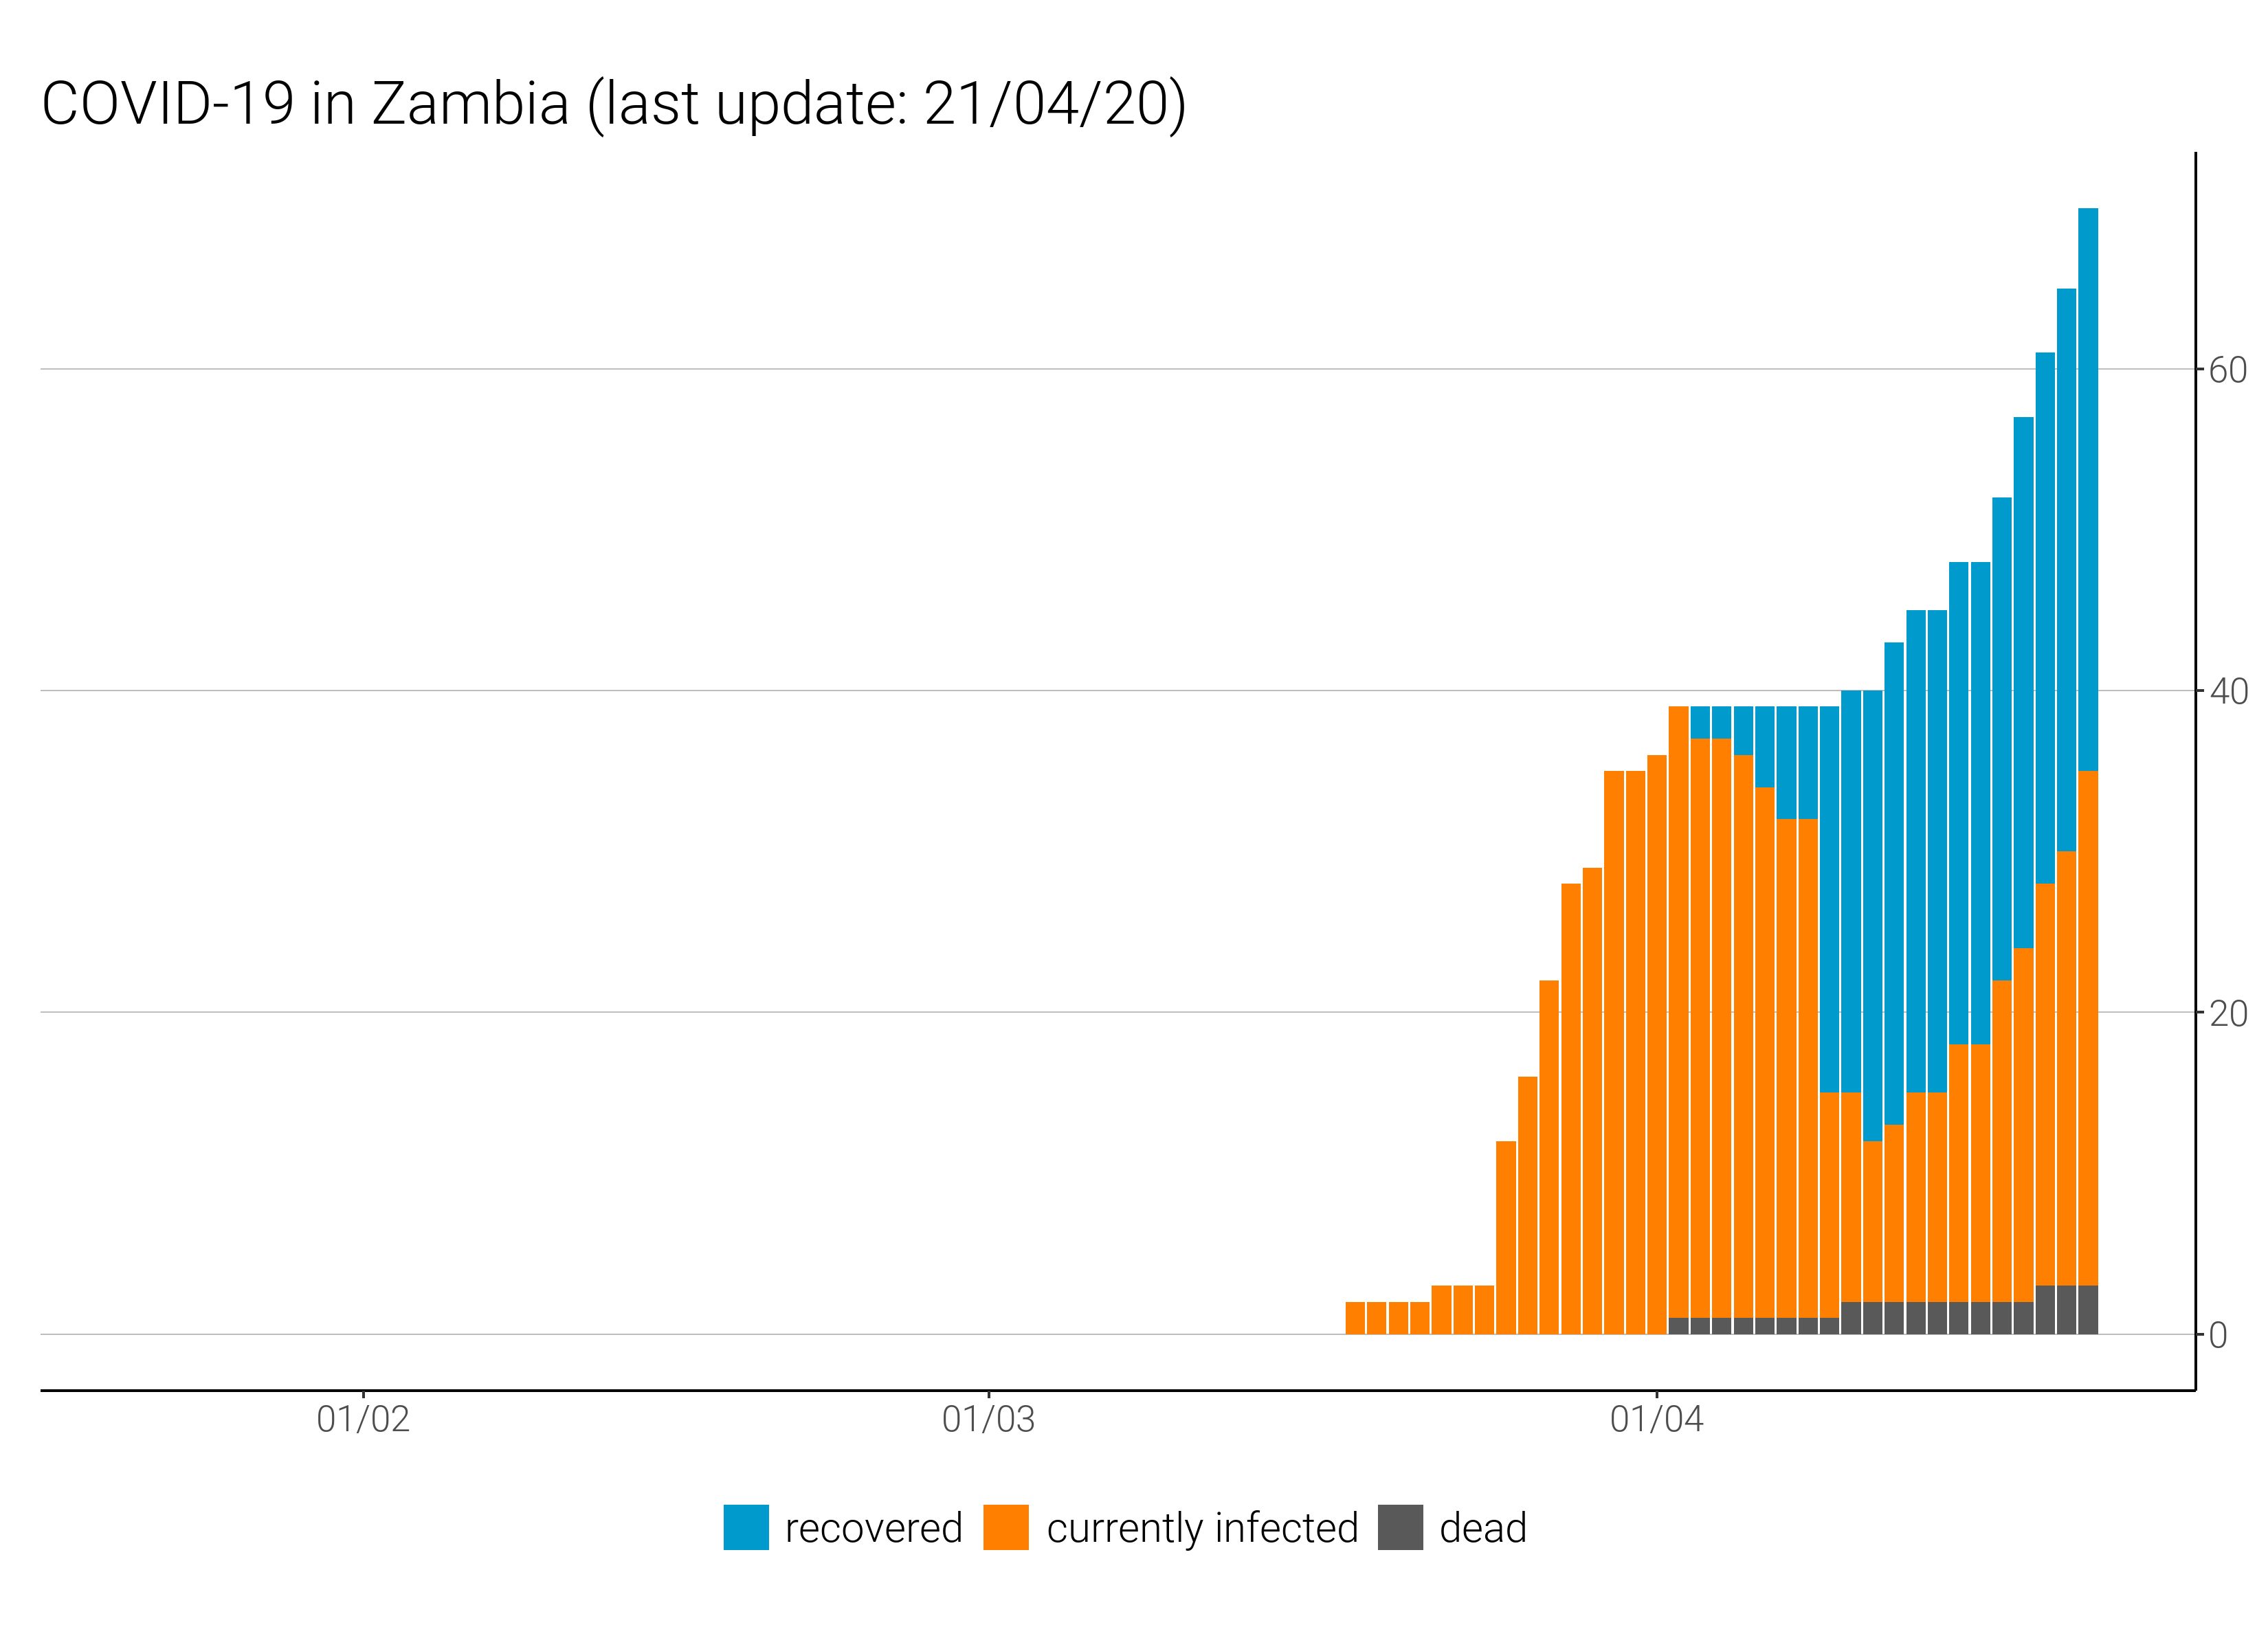 COVID-19 in Zambia (last update: 21/04/20)
60
40
20
0
01/02 01/03 01/04
recovered currently infected dead